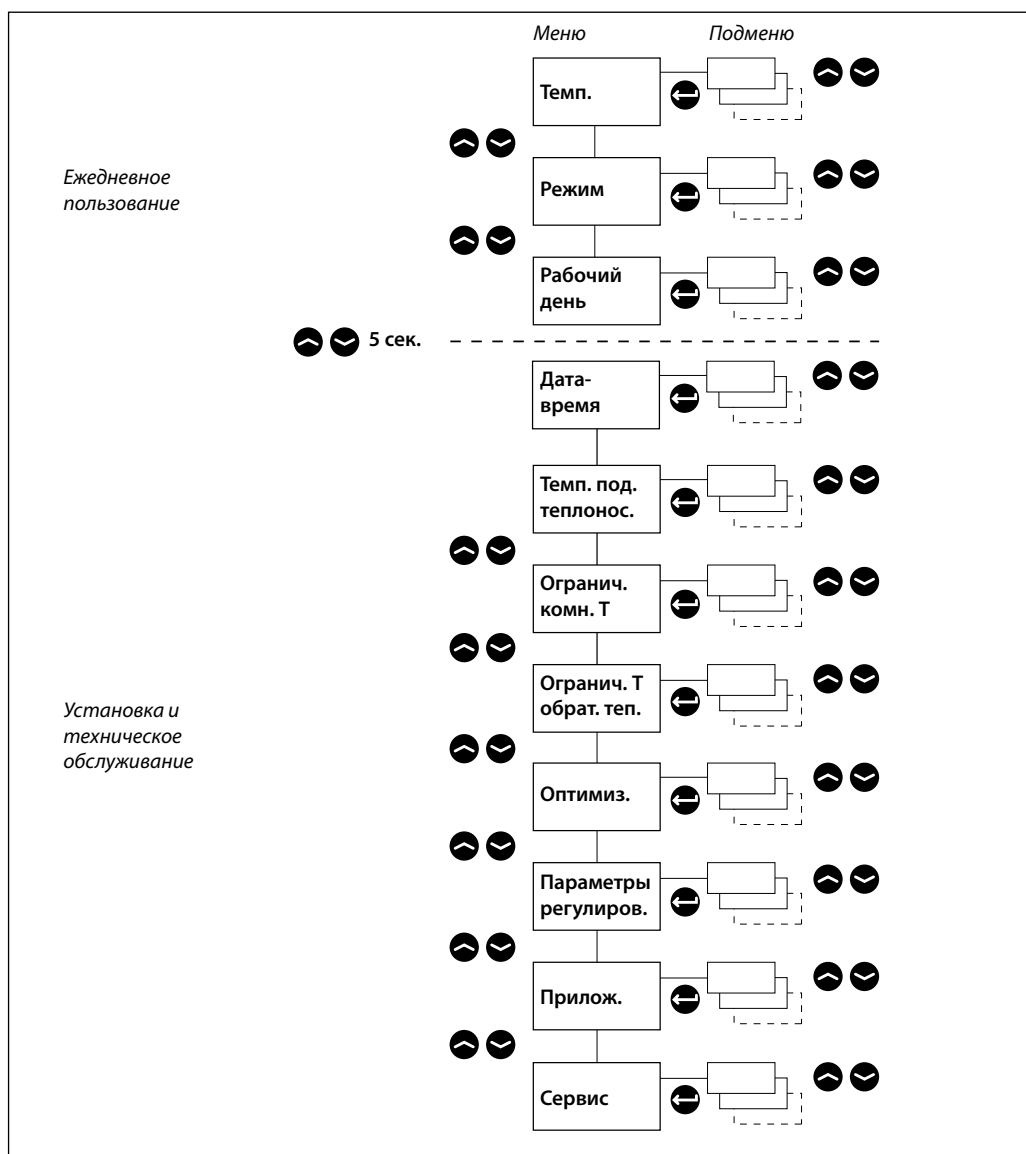 Меню
Подменю
Темп.
Ежедневное
пользование
Режим
Рабочий
день
5 сек.
Дата-
время
Темп. под.
теплонос.
Огранич.
комн. Т
Огранич. Т
обрат. теп.
Установка и
техническое
обслуживание
Оптимиз.
Параметры
регулиров.
Прилож.
Сервис